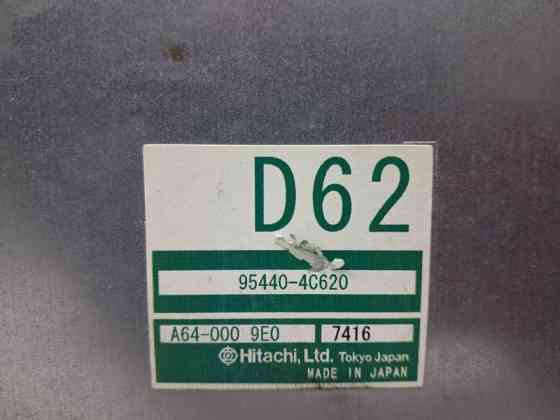 D62
95440-4C620
A64-000 9E0 7416
Hitachi, Ltd. Tokyo Japan
MADE IN JAPAN